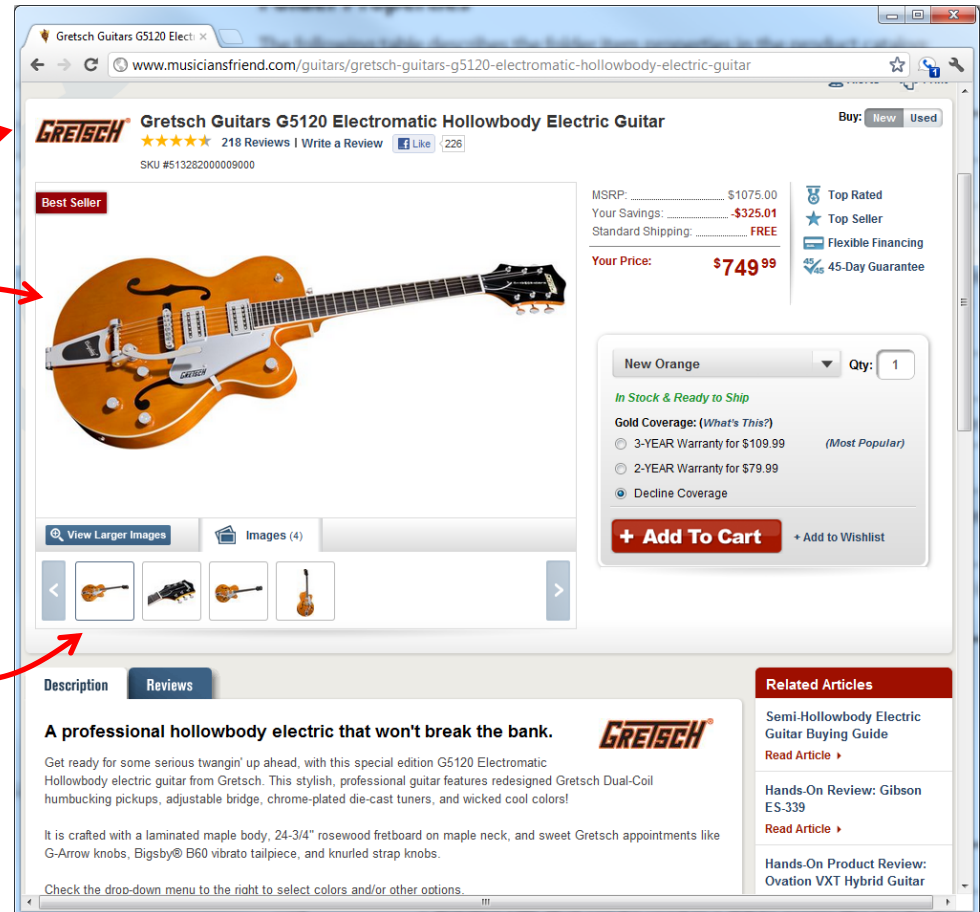 Gretsch Guitars G5120 Elect
www.musiciansfriend.com/guitars/gretsch-guitars-g5120-electromatic-hollowbody-electric-guitar
GRETSCH®
Gretsch Guitars G5120 Electromatic Hollowbody Electric Guitar
Buy: New Used
218 Reviews | Write a Review Like 226
SKU #513282000009000
Best Seller
MSRP: $1075.00
Your Savings: -$325.01
Standard Shipping: FREE
Your Price: $749 99
Top Rated
Top Seller
Flexible Financing
45/45 45-Day Guarantee
New Orange Qty: 1
In Stock & Ready to Ship
Gold Coverage: (What's This?)
3-YEAR Warranty for $109.99 (Most Popular)
2-YEAR Warranty for $79.99
Decline Coverage
+ Add To Cart + Add to Wishlist
View Larger Images Images (4)
Description Reviews
A professional hollowbody electric that won't break the bank.
GRETSCH®
Get ready for some serious twangin' up ahead, with this special edition G5120 Electromatic
Hollowbody electric guitar from Gretsch. This stylish, professional guitar features redesigned Gretsch Dual-Coil
humbucking pickups, adjustable bridge, chrome-plated die-cast tuners, and wicked cool colors!
It is crafted with a laminated maple body, 24-3/4" rosewood fretboard on maple neck, and sweet Gretsch appointments like
G-Arrow knobs, Bigsby® B60 vibrato tailpiece, and knurled strap knobs.
Check the drop-down menu to the right to select colors and/or other options.
Related Articles
Semi-Hollowbody Electric
Guitar Buying Guide
Read Article
Hands-On Review: Gibson
ES-339
Read Article
Hands-On Product Review:
Ovation VXT Hybrid Guitar